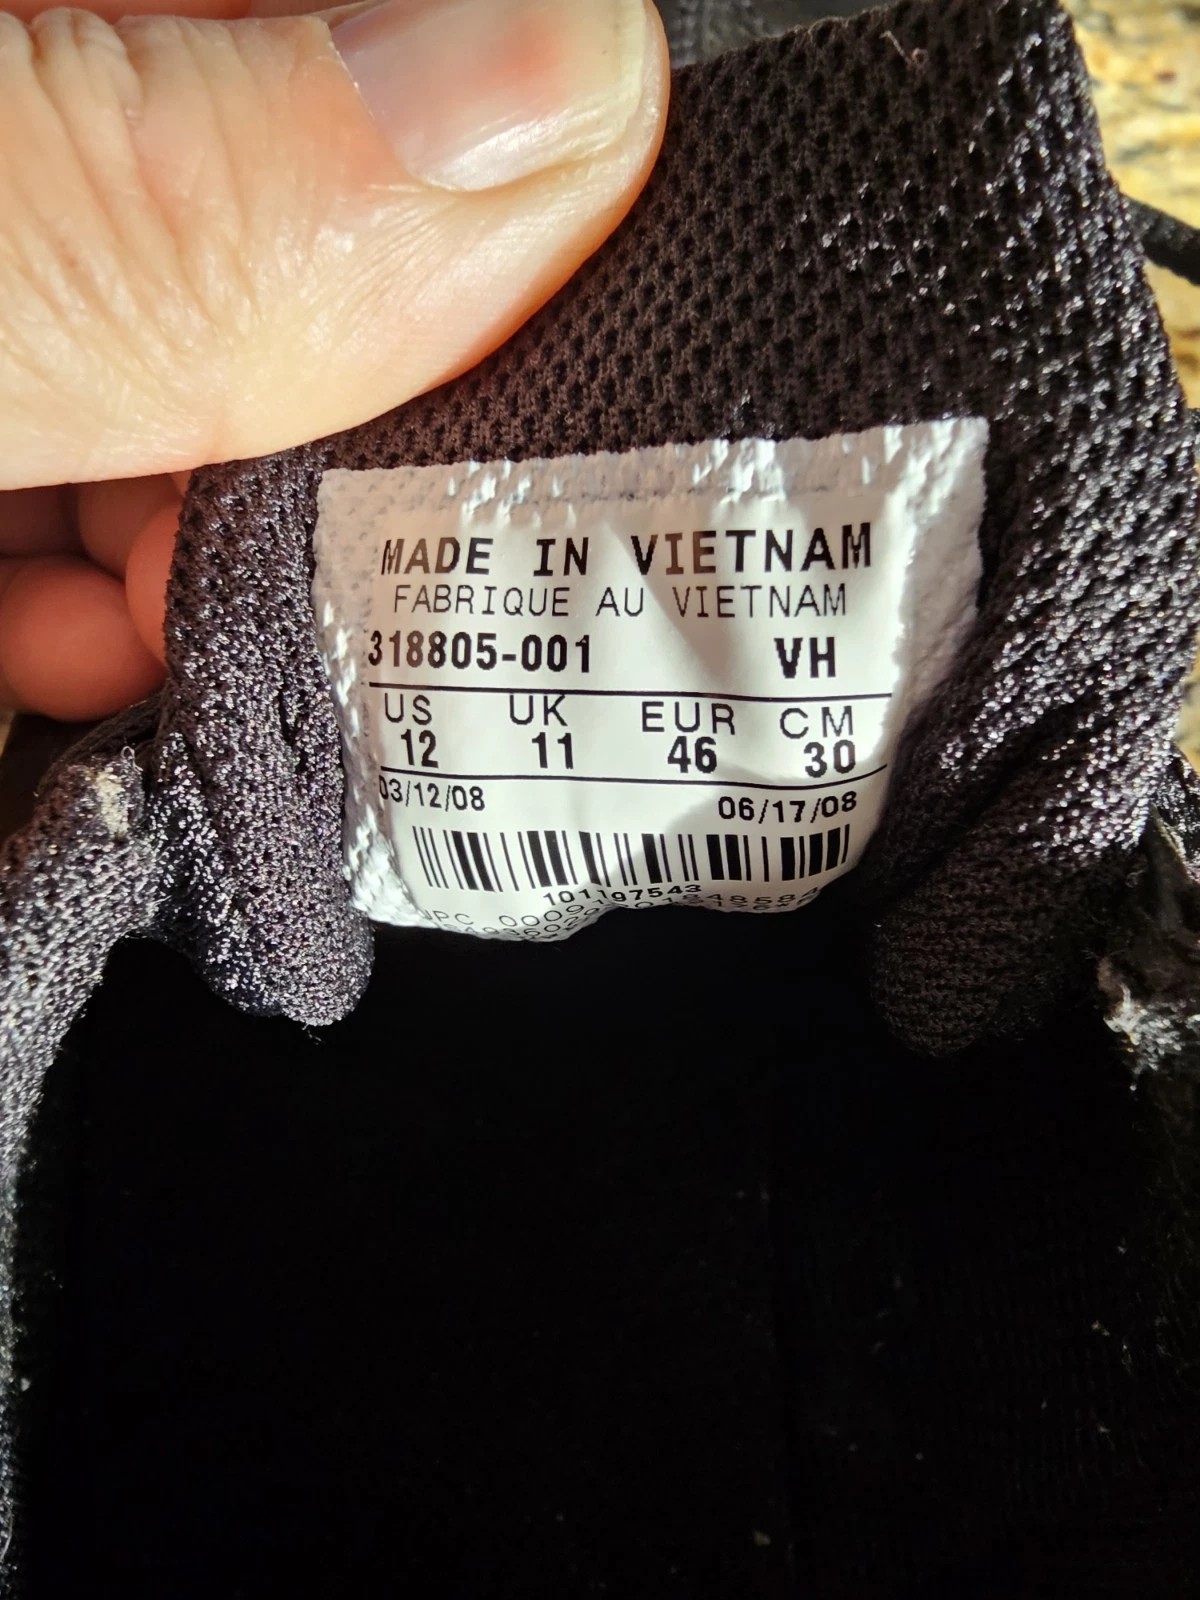 MADE IN VIETNAM
FABRIQUE AU VIETNAM
318805-001 VH
US UK EUR CM
12 11 46 30
03/12/08 06/17/08
101197543
UPC